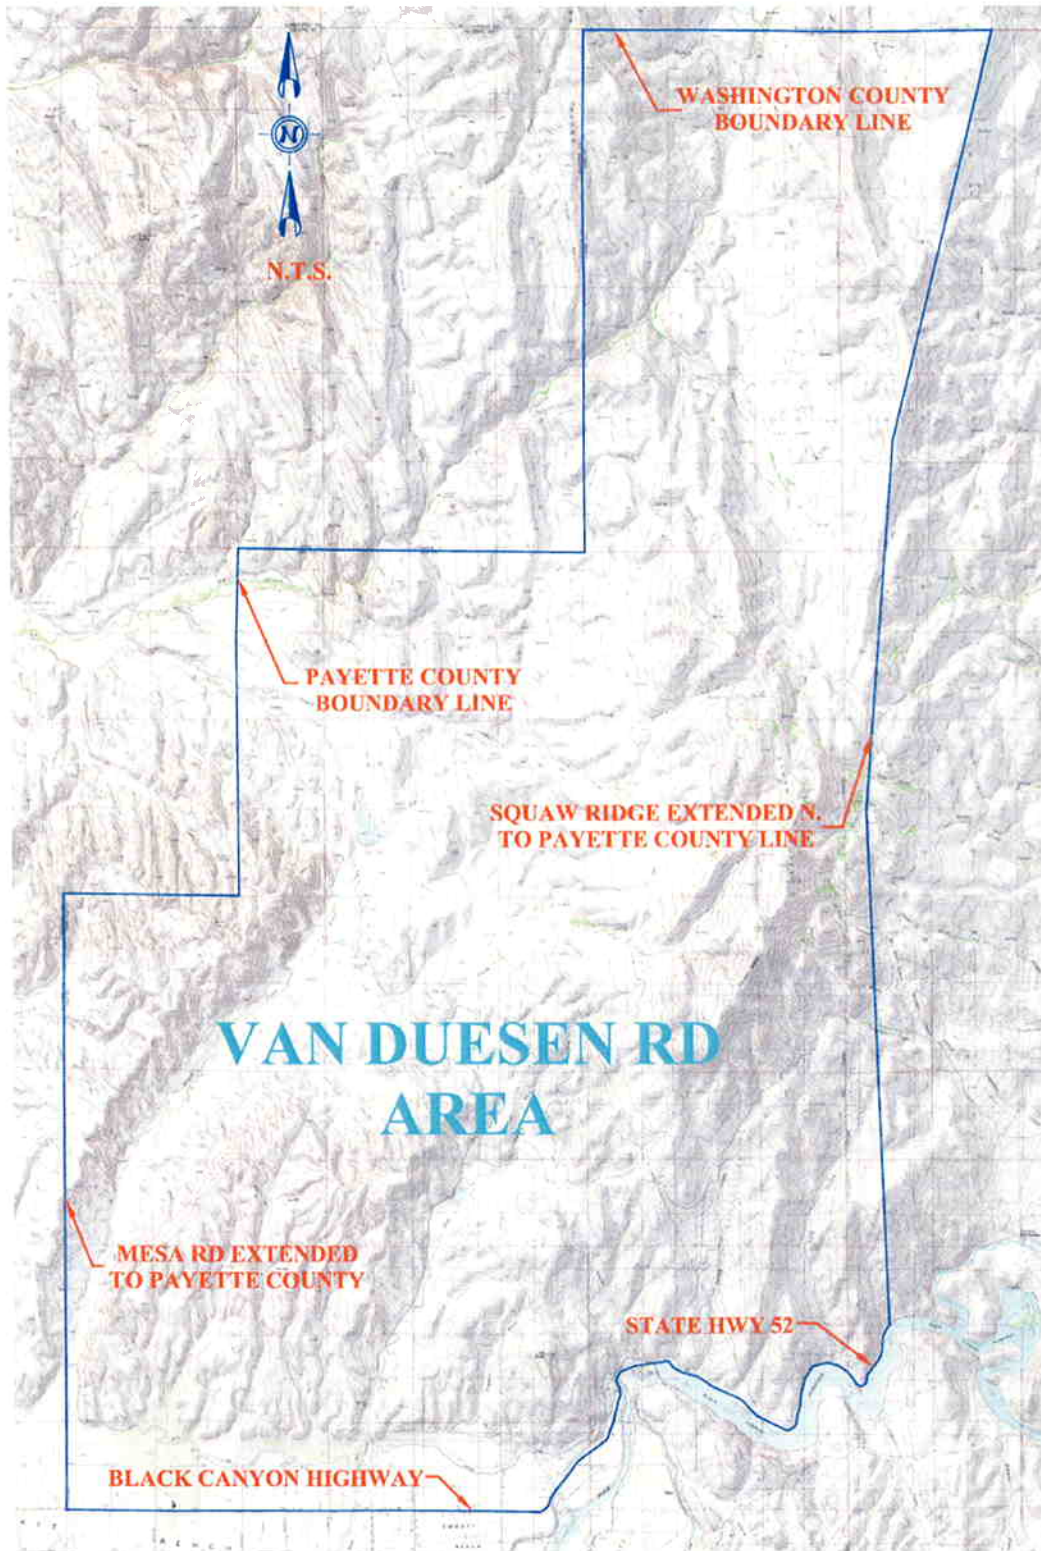 WASHINGTON COUNTY
BOUNDARY LINE
N
N.T.S.
PAYETTE COUNTY
BOUNDARY LINE
SQUAW RIDGE EXTENDED N.
TO PAYETTE COUNTY LINE
VAN DUESEN RD
AREA
MESA RD EXTENDED
TO PAYETTE COUNTY
STATE HWY 52
BLACK CANYON HIGHWAY